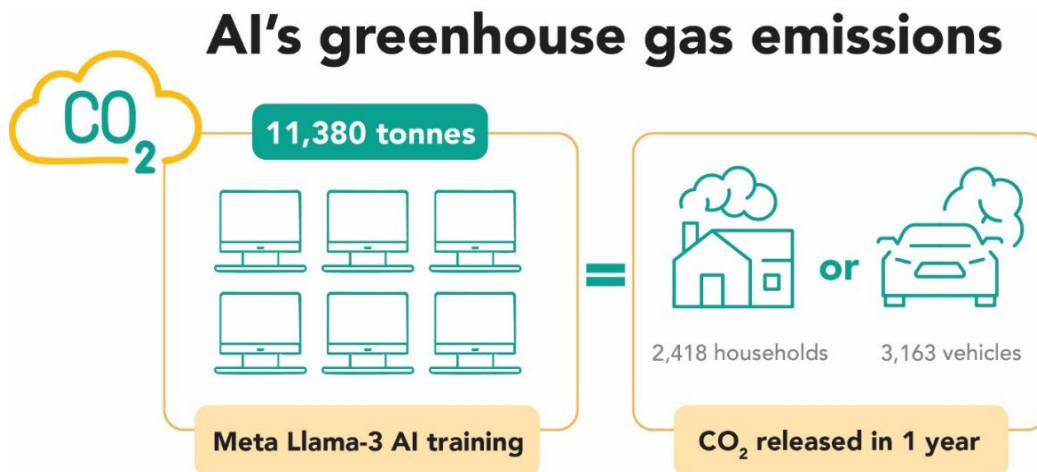 AI's greenhouse gas emissions
CO₂
11,380 tonnes
=
or
2,418 households
3,163 vehicles
Meta Llama-3 AI training
CO₂ released in 1 year